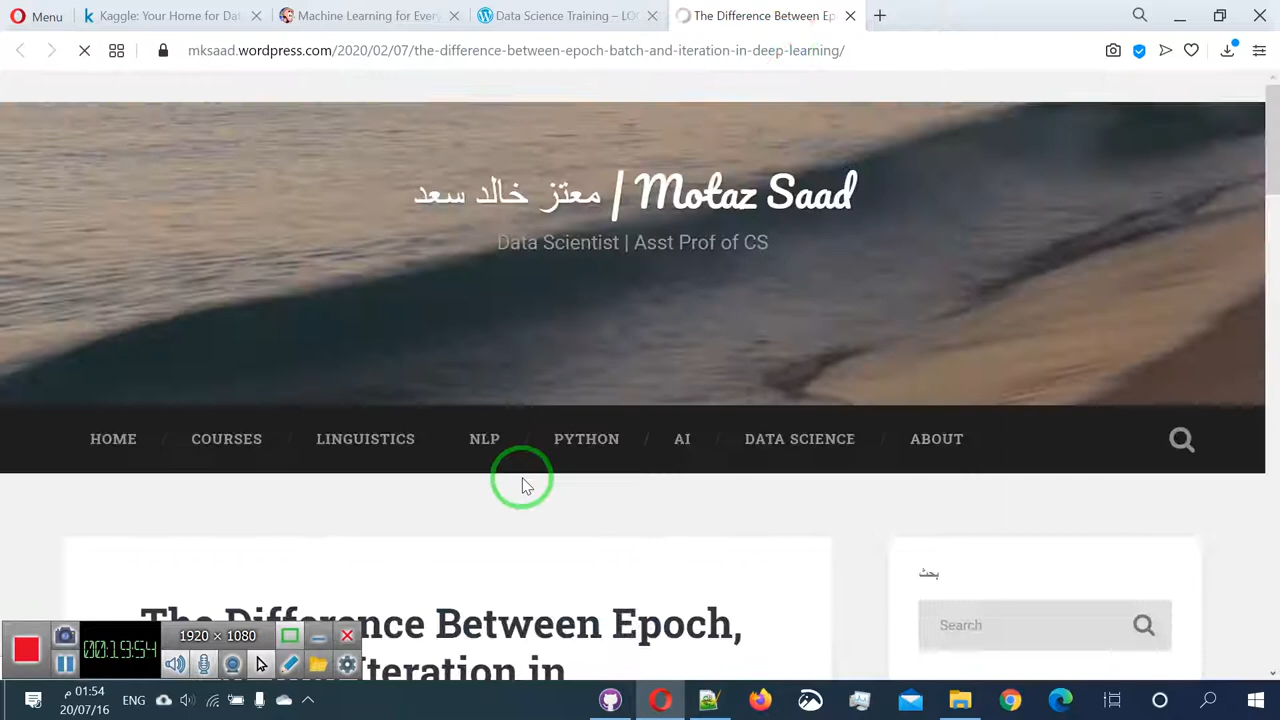 Menu
Kaggle: Your Home for Dat
Machine Learning for Every
Data Science Training – LO
The Difference Between Ep
mksaad.wordpress.com/2020/02/07/the-difference-between-epoch-batch-and-iteration-in-deep-learning/
معتز خالد سعد | Motaz Saad
Data Scientist | Asst Prof of CS
HOME / COURSES / LINGUISTICS / NLP / PYTHON / AI / DATA SCIENCE / ABOUT
The Difference Between Epoch,
Iteration in
بحث
Search
00:19:54
1920 × 1080
ENG
01:54 م
20/07/16